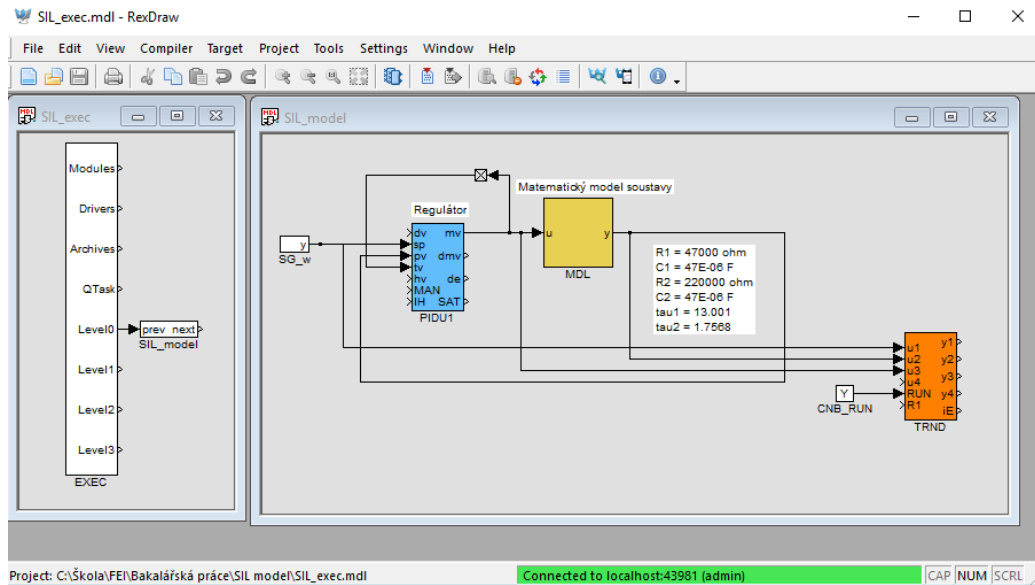 SIL_exec.mdl - RexDraw
File Edit View Compiler Target Project Tools Settings Window Help
SIL_exec
Modules
Drivers
Archives
QTask
Level0
prev next
SIL_model
Level1
Level2
Level3
EXEC
SIL_model
Matematický model soustavy
Regulátor
y
SG_w
dv mv
sp
pv dmv
tv
hv de
MAN
IH SAT
PIDU1
u y
MDL
R1 = 47000 ohm
C1 = 47E-06 F
R2 = 220000 ohm
C2 = 47E-06 F
tau1 = 13.001
tau2 = 1.7568
Y
CNB_RUN
u1 y1
u2 y2
u3 y3
u4
RUN y4
R1 iE
TRND
Project: C:\Škola\FEI\Bakalářská práce\SIL model\SIL_exec.mdl
Connected to localhost:43981 (admin)
CAP NUM SCRL